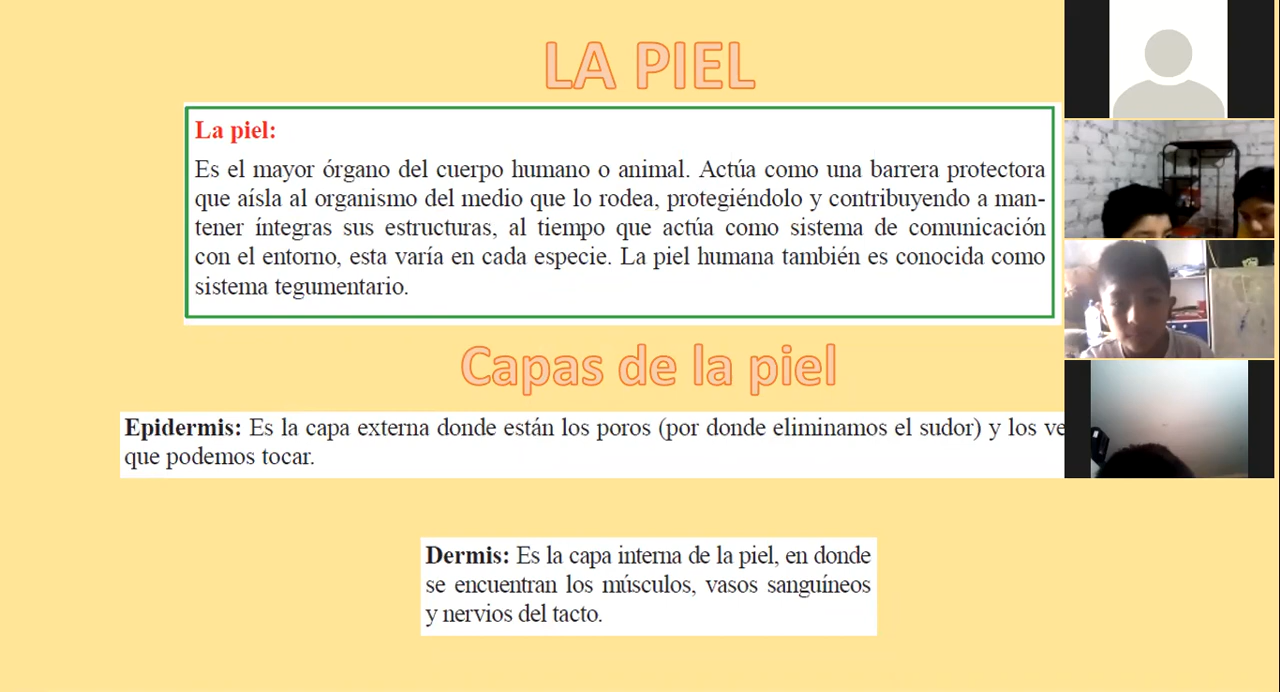 LA PIEL
La piel:
Es el mayor órgano del cuerpo humano o animal. Actúa como una barrera protectora
que aísla al organismo del medio que lo rodea, protegiéndolo y contribuyendo a man-
tener íntegras sus estructuras, al tiempo que actúa como sistema de comunicación
con el entorno, esta varía en cada especie. La piel humana también es conocida como
sistema tegumentario.
Capas de la piel
Epidermis: Es la capa externa donde están los poros (por donde eliminamos el sudor) y los
que podemos tocar.
Dermis: Es la capa interna de la piel, en donde
se encuentran los músculos, vasos sanguíneos
y nervios del tacto.